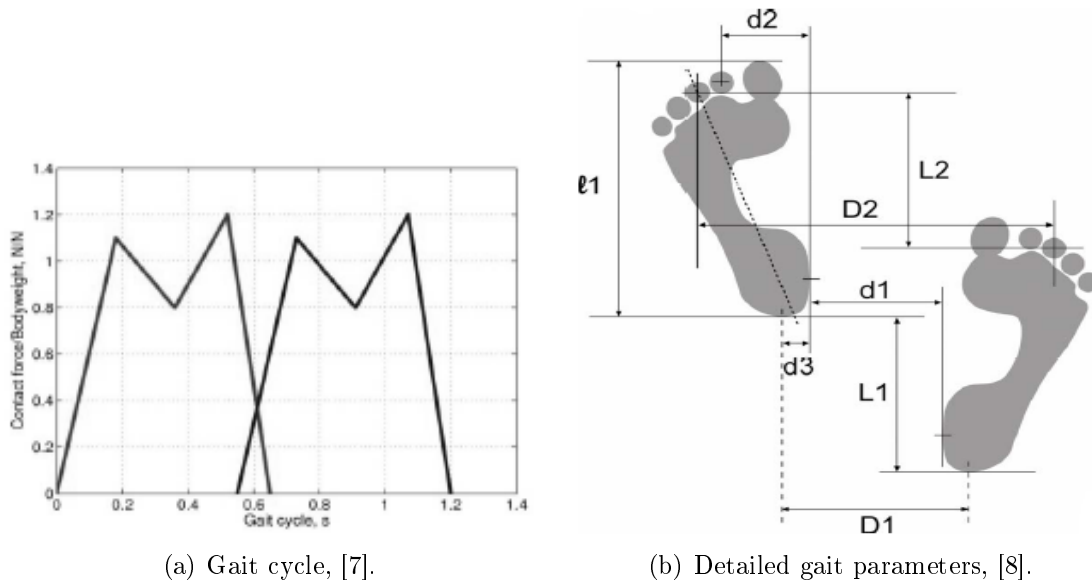 1.4
1.2
1
0.8
0.6
0.4
0.2
0
Contact force/Bodyweight, N/N
0 0.2 0.4 0.6 0.8 1 1.2 1.4
Gait cycle, s
(a) Gait cycle, [7].
d2
ℓ1
L2
D2
d1
d3
L1
D1
(b) Detailed gait parameters, [8].